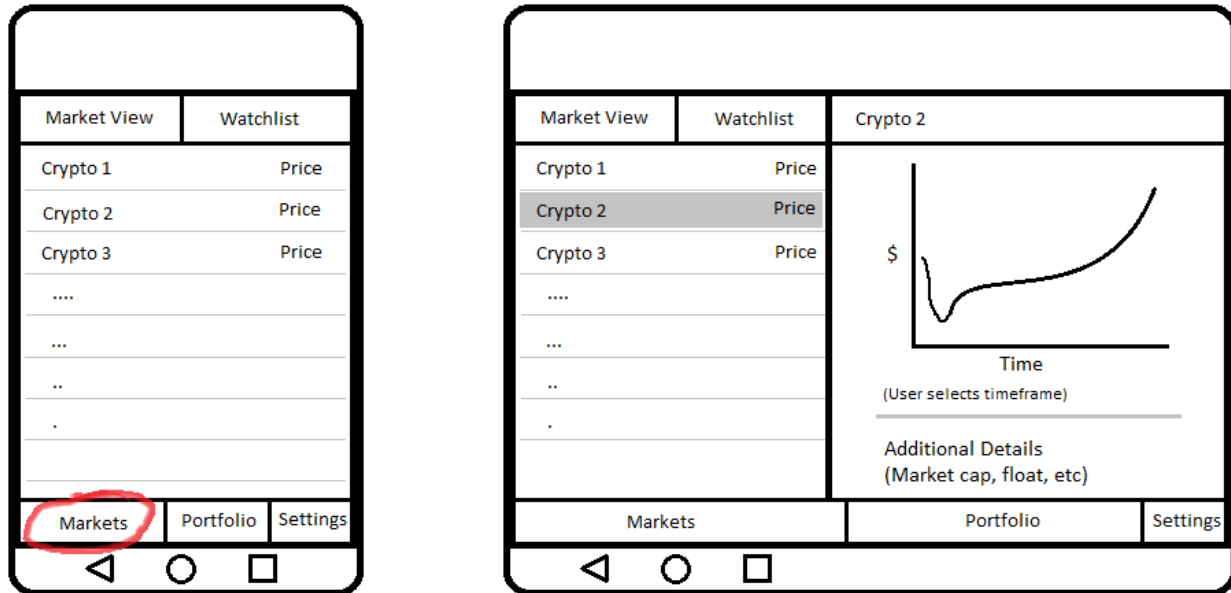 Market View Watchlist
Crypto 1 Price
Crypto 2 Price
Crypto 3 Price
....
...
..
.
Markets Portfolio Settings
Market View Watchlist Crypto 2
Crypto 1 Price
Crypto 2 Price
Crypto 3 Price
....
...
..
.
$
Time
(User selects timeframe)
Additional Details
(Market cap, float, etc)
Markets Portfolio Settings